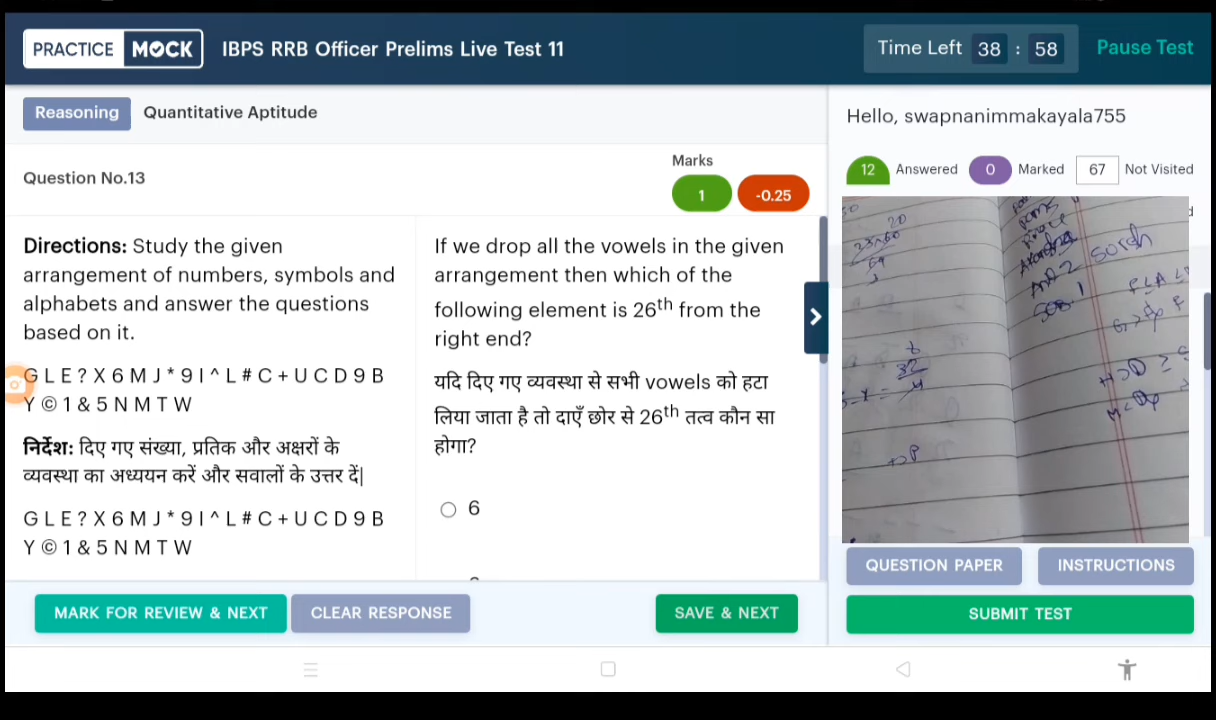 PRACTICE MOCK IBPS RRB Officer Prelims Live Test 11 Time Left 38 : 58 Pause Test
Reasoning Quantitative Aptitude
Hello, swapnanimmakayala755
Question No.13
Marks
1 -0.25
12 Answered 0 Marked 67 Not Visited
Directions: Study the given
arrangement of numbers, symbols and
alphabets and answer the questions
based on it.
G L E ? X 6 M J * 9 I ^ L # C + U C D 9 B
Y © 1 & 5 N M T W
निर्देश: दिए गए संख्या, प्रतिक और अक्षरों के
व्यवस्था का अध्ययन करें और सवालों के उत्तर दें|
G L E ? X 6 M J * 9 I ^ L # C + U C D 9 B
Y © 1 & 5 N M T W
If we drop all the vowels in the given
arrangement then which of the
following element is 26th from the
right end?
यदि दिए गए व्यवस्था से सभी vowels को हटा
लिया जाता है तो दाएँ छोर से 26th तत्व कौन सा
होगा?
6
MARK FOR REVIEW & NEXT CLEAR RESPONSE SAVE & NEXT
QUESTION PAPER INSTRUCTIONS
SUBMIT TEST